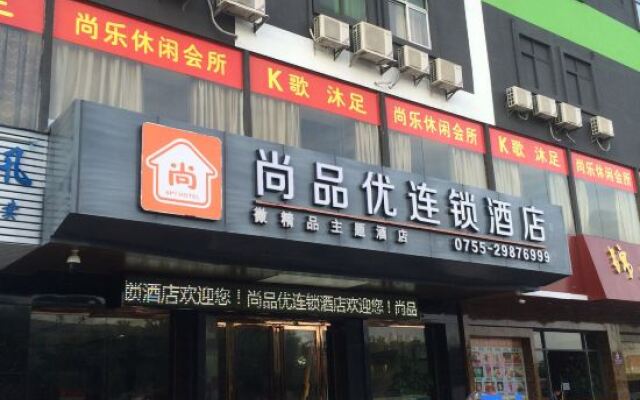 尚乐休闲会所
K歌 沐足
尚乐休闲会所
K歌 沐足
尚乐休闲会所
尚
SPY HOTEL
尚品优连锁酒店
微精品主题酒店
0755-29876999
锁酒店欢迎您！尚品优连锁酒店欢迎您！尚品